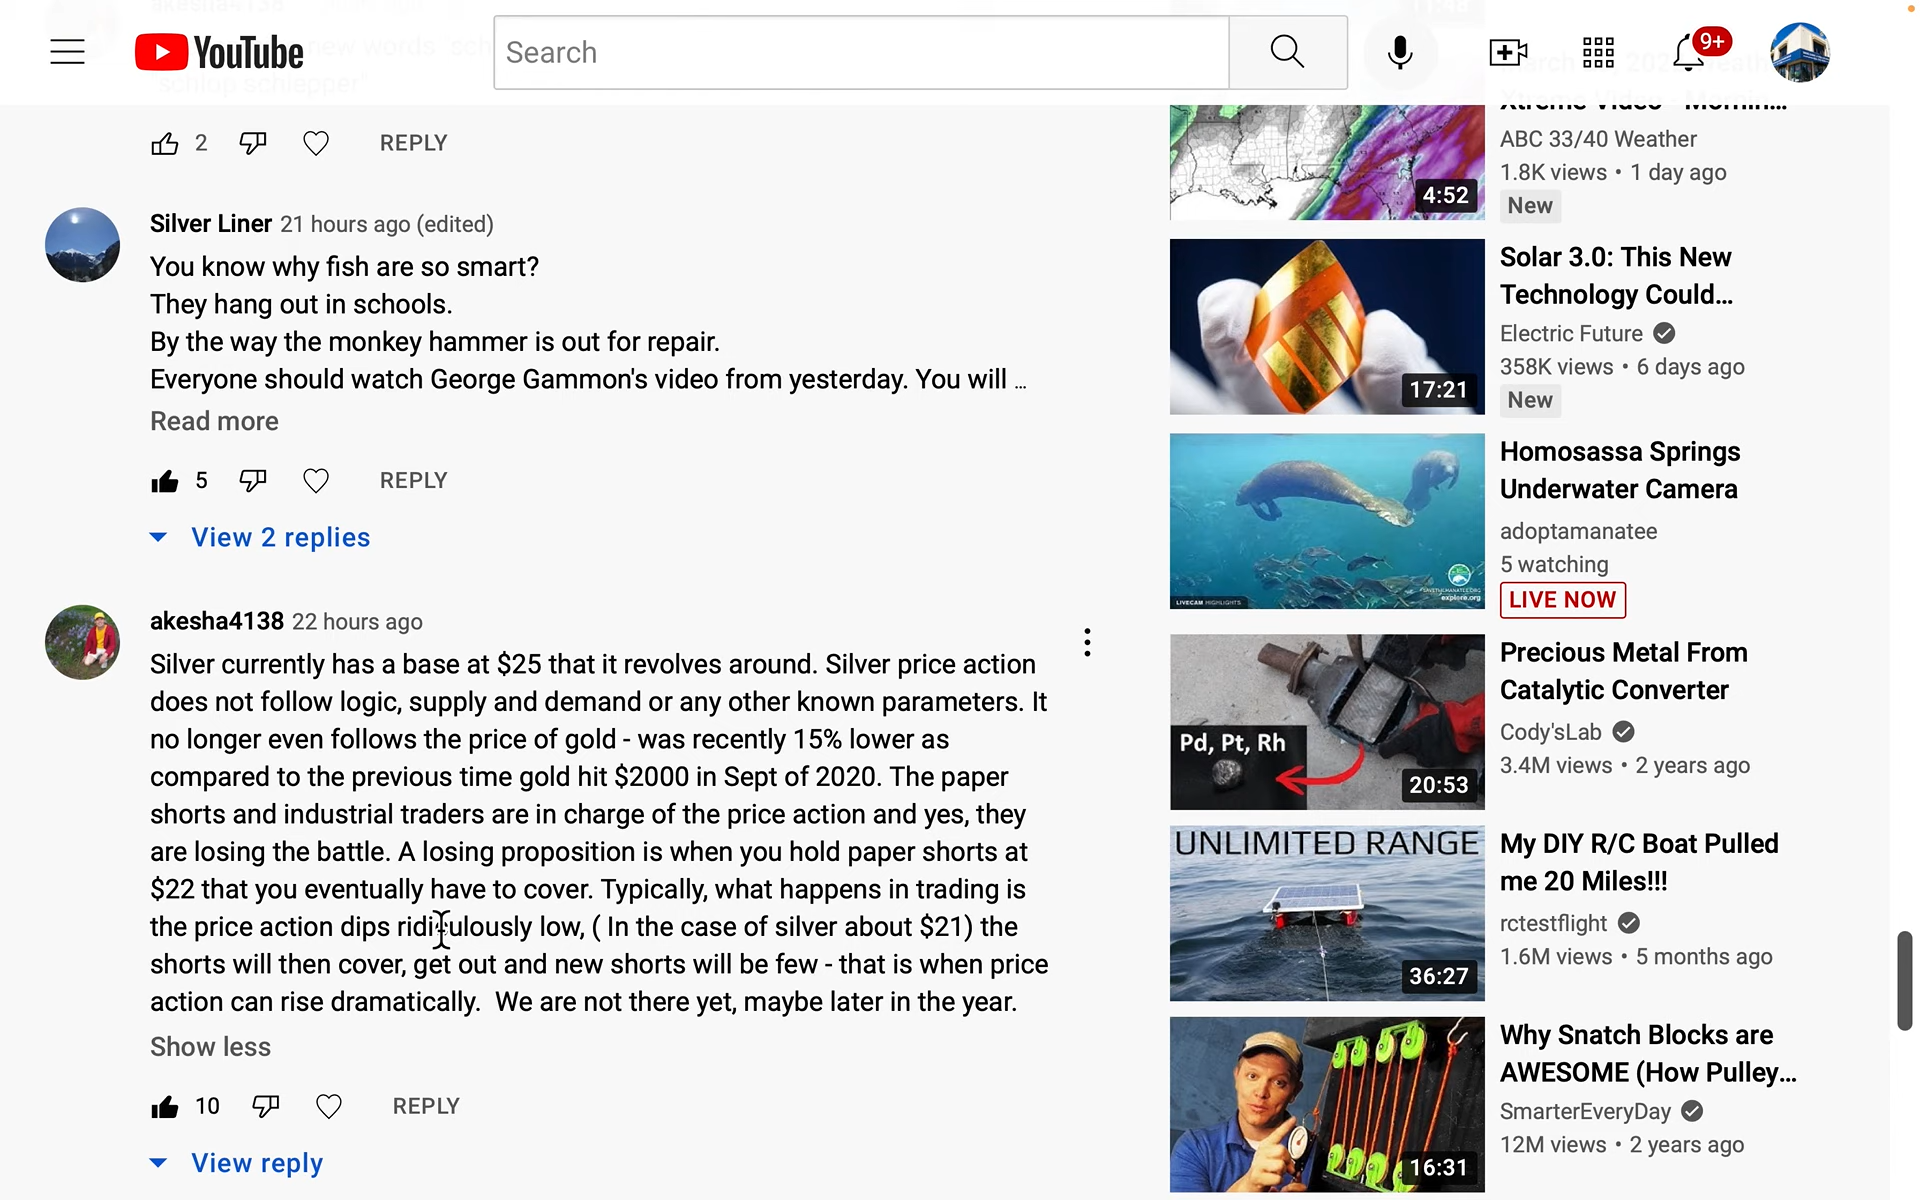 YouTube
Search
9+
2
REPLY
Silver Liner 21 hours ago (edited)
You know why fish are so smart?
They hang out in schools.
By the way the monkey hammer is out for repair.
Everyone should watch George Gammon's video from yesterday. You will ...
Read more
5
REPLY
View 2 replies
akesha4138 22 hours ago
Silver currently has a base at $25 that it revolves around. Silver price action
does not follow logic, supply and demand or any other known parameters. It
no longer even follows the price of gold - was recently 15% lower as
compared to the previous time gold hit $2000 in Sept of 2020. The paper
shorts and industrial traders are in charge of the price action and yes, they
are losing the battle. A losing proposition is when you hold paper shorts at
$22 that you eventually have to cover. Typically, what happens in trading is
the price action dips ridiculously low, ( In the case of silver about $21) the
shorts will then cover, get out and new shorts will be few - that is when price
action can rise dramatically.  We are not there yet, maybe later in the year.
Show less
10
REPLY
View reply
4:52
Xtreme Video - Mornin...
ABC 33/40 Weather
1.8K views • 1 day ago
New
17:21
Solar 3.0: This New
Technology Could...
Electric Future
358K views • 6 days ago
New
LIVECAM HIGHLIGHTS
explore.org
Homosassa Springs
Underwater Camera
adoptamanatee
5 watching
LIVE NOW
Pd, Pt, Rh
20:53
Precious Metal From
Catalytic Converter
Cody'sLab
3.4M views • 2 years ago
UNLIMITED RANGE
36:27
My DIY R/C Boat Pulled
me 20 Miles!!!
rctestflight
1.6M views • 5 months ago
16:31
Why Snatch Blocks are
AWESOME (How Pulley...
SmarterEveryDay
12M views • 2 years ago